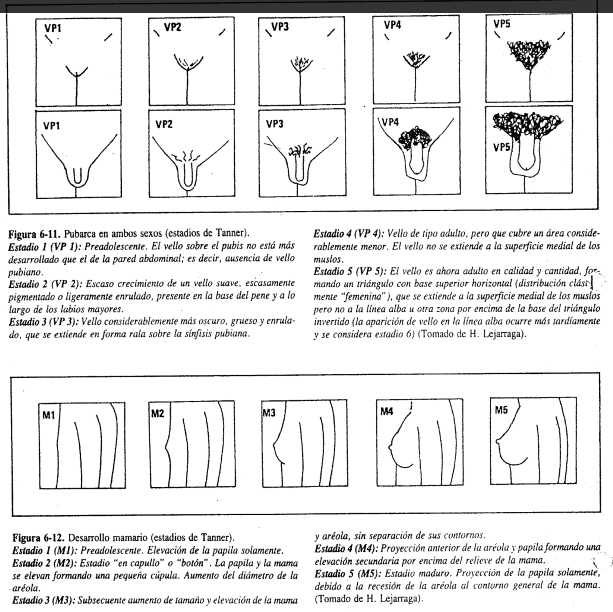 VP1 VP2 VP3 VP4 VP5
VP1 VP2 VP3 VP4 VP5
Figura 6-11. Pubarca en ambos sexos (estadios de Tanner).
Estadio 1 (VP 1): Preadolescente. El vello sobre el pubis no está más
desarrollado que el de la pared abdominal; es decir, ausencia de vello
pubiano.
Estadio 2 (VP 2): Escaso crecimiento de un vello suave, escasamente
pigmentado o ligeramente enrulado, presente en la base del pene y a lo
largo de los labios mayores.
Estadio 3 (VP 3): Vello considerablemente más oscuro, grueso y enrula-
do, que se extiende en forma rala sobre la sínfisis pubiana.
Estadio 4 (VP 4): Vello de tipo adulto, pero que cubre un área conside-
rablemente menor. El vello no se extiende a la superficie medial de los
muslos.
Estadio 5 (VP 5): El vello es ahora adulto en calidad y cantidad, for-
mando un triángulo con base superior horizontal (distribución clási-
mente "femenina"), que se extiende a la superficie medial de los muslos
pero no a la línea alba u otra zona por encima de la base del triángulo
invertido (la aparición de vello en la línea alba ocurre más tardíamente
y se considera estadio 6) (Tomado de H. Lejarraga).
M1 M2 M3 M4 M5
Figura 6-12. Desarrollo mamario (estadios de Tanner).
Estadio 1 (M1): Preadolescente. Elevación de la papila solamente.
Estadio 2 (M2): Estadio "en capullo" o "botón". La papila y la mama
se elevan formando una pequeña cúpula. Aumento del diámetro de la
aréola.
Estadio 3 (M3): Subsecuente aumento de tamaño y elevación de la mama
y aréola, sin separación de sus contornos.
Estadio 4 (M4): Proyección anterior de la aréola y papila formando una
elevación secundaria por encima del relieve de la mama.
Estadio 5 (M5): Estadio maduro. Proyección de la papila solamente,
debido a la recesión de la aréola al contorno general de la mama.
(Tomado de H. Lejarraga).